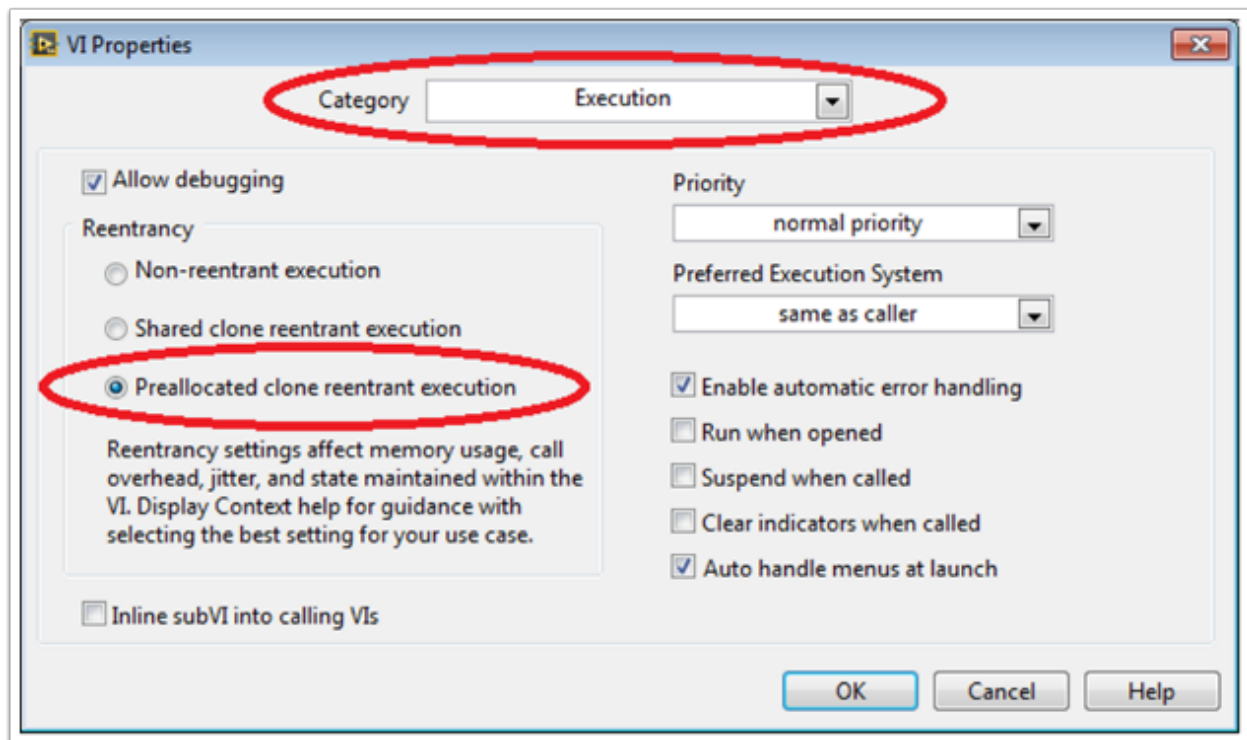 VI Properties
Category Execution
Allow debugging
Reentrancy
Non-reentrant execution
Shared clone reentrant execution
Preallocated clone reentrant execution
Reentrancy settings affect memory usage, call
overhead, jitter, and state maintained within the
VI. Display Context help for guidance with
selecting the best setting for your use case.
Inline subVI into calling VIs
Priority
normal priority
Preferred Execution System
same as caller
Enable automatic error handling
Run when opened
Suspend when called
Clear indicators when called
Auto handle menus at launch
OK Cancel Help